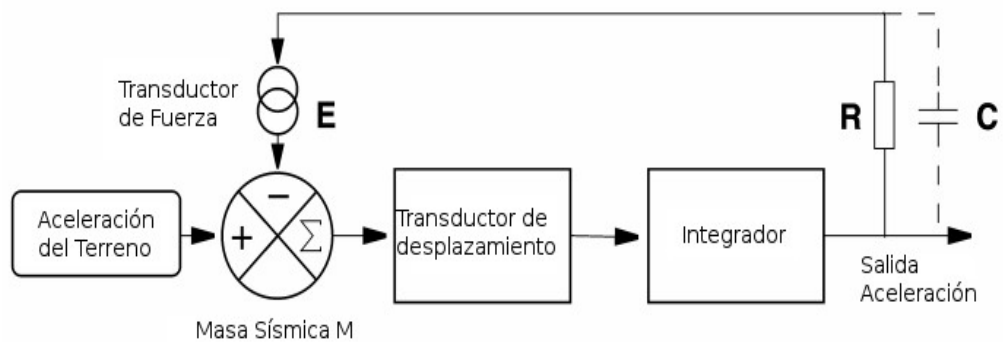 Transductor
de Fuerza
E
R
C
Aceleración
del Terreno
+
−
Σ
Transductor de
desplazamiento
Integrador
Salida
Aceleración
Masa Sísmica M